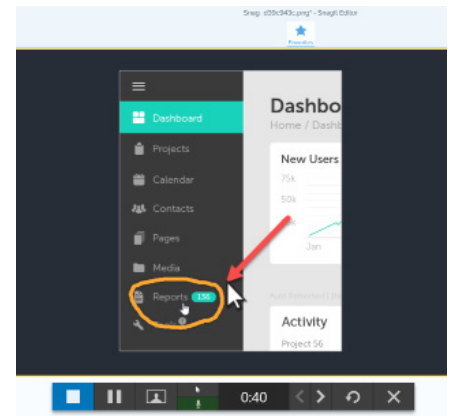 Snag
.png* - Snagit Editor
Dashboard
Projects
Calendar
Contacts
Pages
Media
Reports 156
Dashbo
Home / Dashb
New Users
75k
50k
Jan
Activity
Project 56
0:40